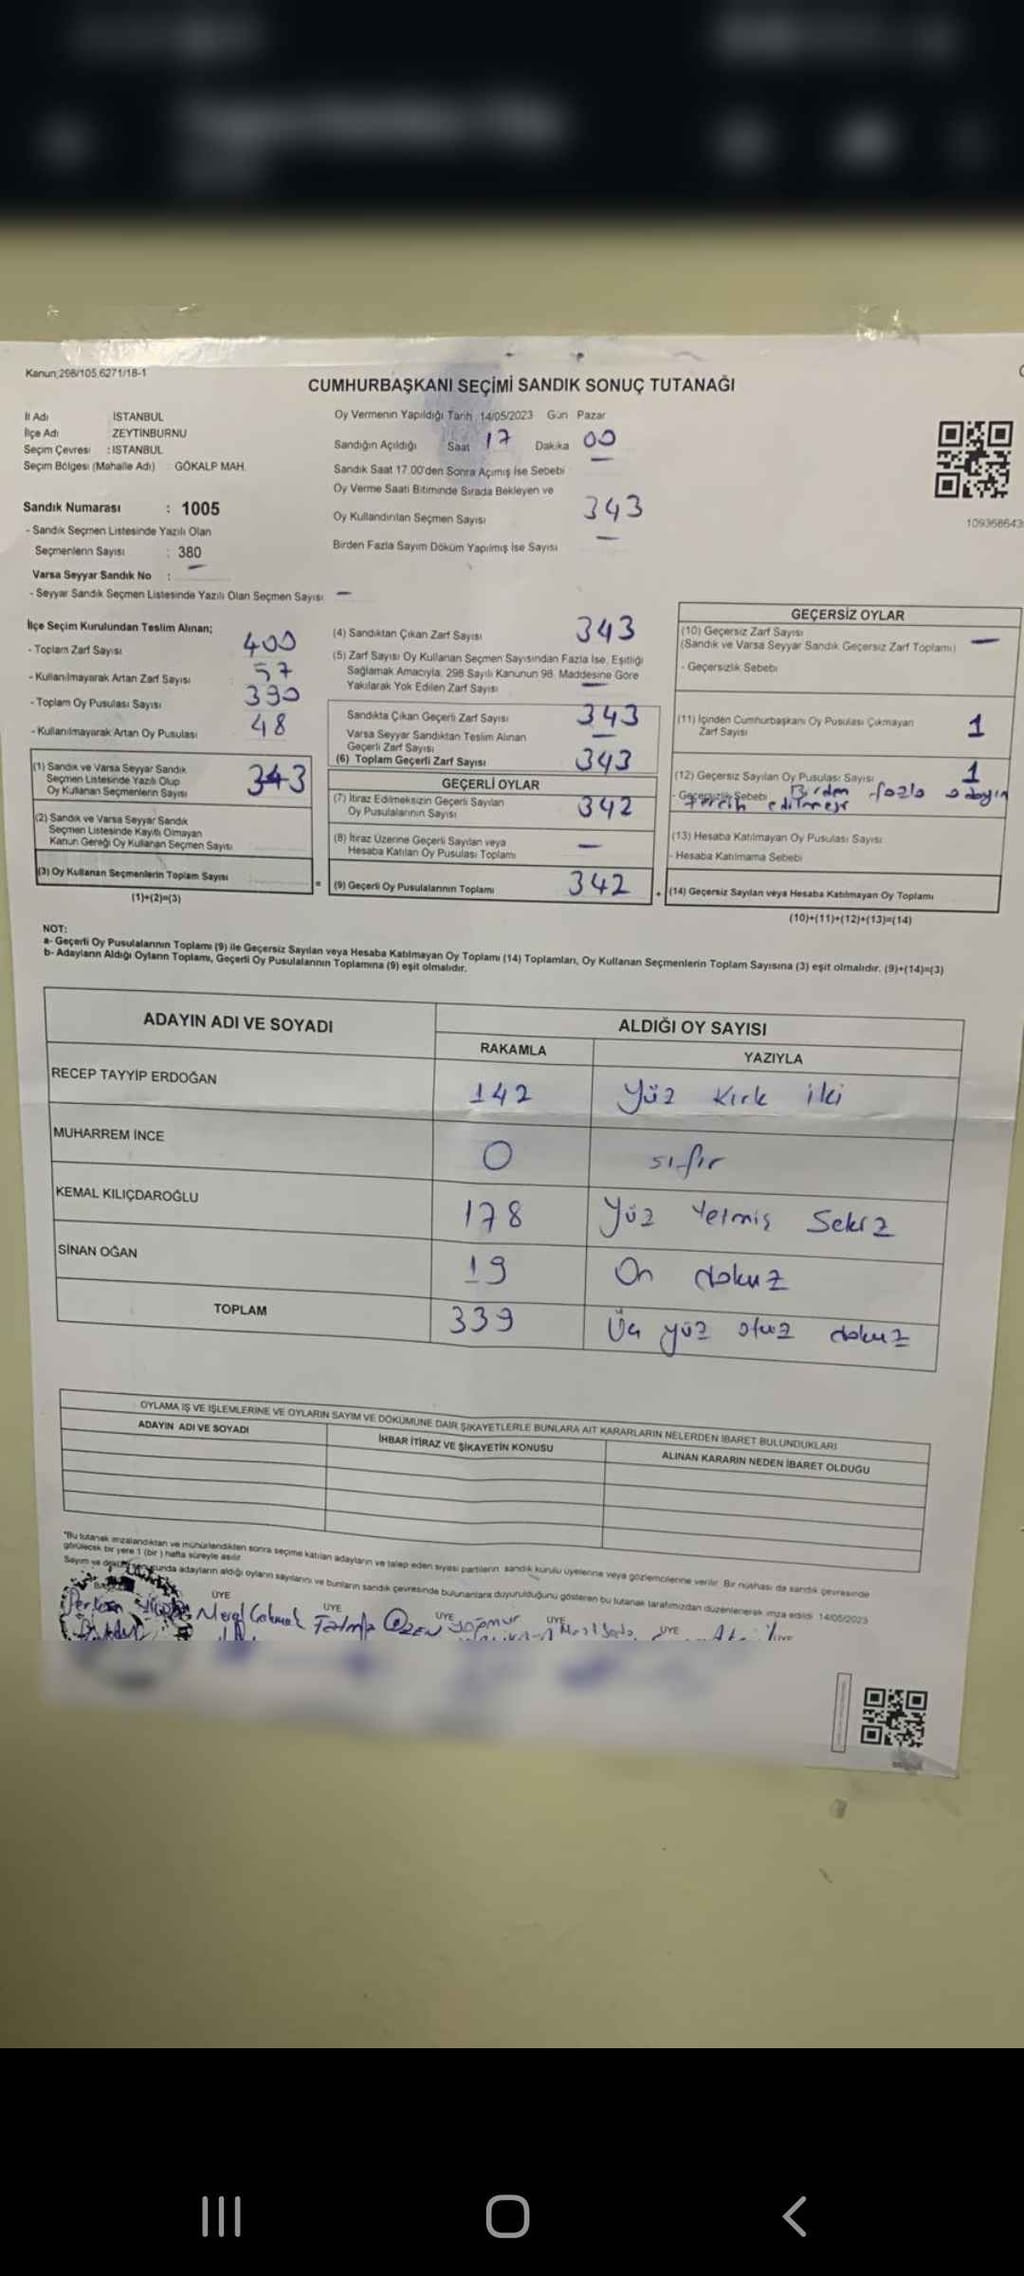 Kanun;298/105,6271/18-1
CUMHURBAŞKANI SEÇİMİ SANDIK SONUÇ TUTANAĞI
İl Adı İSTANBUL
İlçe Adı ZEYTİNBURNU
Seçim Çevresi : İSTANBUL
Seçim Bölgesi (Mahalle Adı) : GÖKALP MAH.
Sandık Numarası : 1005
- Sandık Seçmen Listesinde Yazılı Olan
Seçmenlerin Sayısı : 380
Varsa Seyyar Sandık No :
- Seyyar Sandık Seçmen Listesinde Yazılı Olan Seçmen Sayısı: —
Oy Vermenin Yapıldığı Tarih 14/05/2023 Gün Pazar
Sandığın Açıldığı Saat 17 Dakika 00
Sandık Saat 17.00'den Sonra Açılmış İse Sebebi
Oy Verme Saati Bitiminde Sırada Bekleyen ve
Oy Kullandırılan Seçmen Sayısı 343
Birden Fazla Sayım Döküm Yapılmış İse Sayısı —
109368643
İlçe Seçim Kurulundan Teslim Alınan;
- Toplam Zarf Sayısı 400
- Kullanılmayarak Artan Zarf Sayısı 57
- Toplam Oy Pusulası Sayısı 390
- Kullanılmayarak Artan Oy Pusulası 48
(1) Sandık ve Varsa Seyyar Sandık
Seçmen Listesinde Yazılı Olup
Oy Kullanan Seçmenlerin Sayısı 343
(2) Sandık ve Varsa Seyyar Sandık
Seçmen Listesinde Kayıtlı Olmayan
Kanun Gereği Oy Kullanan Seçmen Sayısı
(3) Oy Kullanan Seçmenlerin Toplam Sayısı
(1)+(2)=(3)
(4) Sandıktan Çıkan Zarf Sayısı 343
(5) Zarf Sayısı Oy Kullanan Seçmen Sayısından Fazla İse, Eşitliği
Sağlamak Amacıyla, 298 Sayılı Kanunun 98. Maddesine Göre
Yakılarak Yok Edilen Zarf Sayısı —
Sandıkta Çıkan Geçerli Zarf Sayısı 343
Varsa Seyyar Sandıktan Teslim Alınan
Geçerli Zarf Sayısı —
(6) Toplam Geçerli Zarf Sayısı 343
GEÇERLİ OYLAR
(7) İtiraz Edilmeksizin Geçerli Sayılan
Oy Pusulalarının Sayısı 342
(8) İtiraz Üzerine Geçerli Sayılan veya
Hesaba Katılan Oy Pusulası Toplamı —
(9) Geçerli Oy Pusulalarının Toplamı 342
GEÇERSİZ OYLAR
(10) Geçersiz Zarf Sayısı —
(Sandık ve Varsa Seyyar Sandık Geçersiz Zarf Toplamı)
- Geçersizlik Sebebi
(11) İçinden Cumhurbaşkanı Oy Pusulası Çıkmayan
Zarf Sayısı 1
(12) Geçersiz Sayılan Oy Pusulası Sayısı 1
- Geçersizlik Sebebi Birden fazla adayın
tercih edilmesi
(13) Hesaba Katılmayan Oy Pusulası Sayısı
- Hesaba Katılmama Sebebi
(14) Geçersiz Sayılan veya Hesaba Katılmayan Oy Toplamı
(10)+(11)+(12)+(13)=(14)
NOT:
a- Geçerli Oy Pusulalarının Toplamı (9) ile Geçersiz Sayılan veya Hesaba Katılmayan Oy Toplamı (14) Toplamları, Oy Kullanan Seçmenlerin Toplam Sayısına (3) eşit olmalıdır. (9)+(14)=(3)
b- Adayların Aldığı Oyların Toplamı, Geçerli Oy Pusulalarının Toplamına (9) eşit olmalıdır.
ADAYIN ADI VE SOYADI ALDIĞI OY SAYISI
RAKAMLA YAZIYLA
RECEP TAYYİP ERDOĞAN 142 Yüz Kırk iki
MUHARREM İNCE 0 sıfır
KEMAL KILIÇDAROĞLU 178 Yüz Yetmiş Sekiz
SİNAN OĞAN 19 On dokuz
TOPLAM 339 Üç yüz otuz dokuz
OYLAMA İŞ VE İŞLEMLERİNE VE OYLARIN SAYIM VE DÖKÜMÜNE DAİR ŞİKAYETLERLE BUNLARA AİT KARARLARIN NELERDEN İBARET BULUNDUKLARI
ADAYIN ADI VE SOYADI İHBAR İTİRAZ VE ŞİKAYETİN KONUSU ALINAN KARARIN NEDEN İBARET OLDUĞU
*Bu tutanak imzalandıktan ve mühürlendikten sonra seçime katılan adayların ve talep eden siyasi partilerin sandık kurulu üyelerine veya gözlemcilerine verilir. Bir nüshası da sandık çevresinde
görülecek bir yere 1 (bir) hafta süreyle asılır.
Sayım ve döküm sonunda adayların aldığı oyların sayılarını ve bunların sandık çevresinde bulunanlara duyurulduğunu gösteren bu tutanak tarafımızdan düzenlenerek imza edildi. 14/05/2023
ÜYE ÜYE ÜYE ÜYE ÜYE ÜYE
Meral Fatma ÖZEN